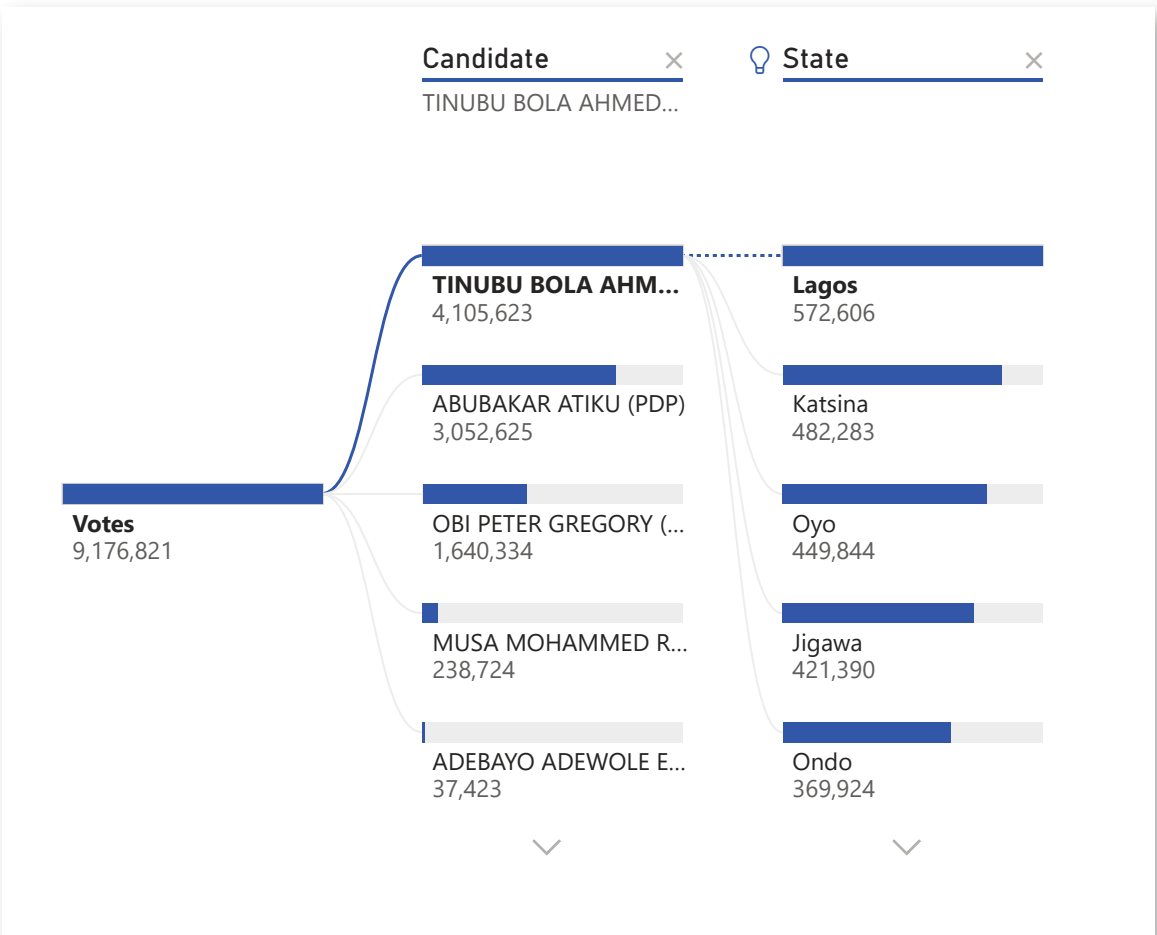 Candidate
State
TINUBU BOLA AHMED...
TINUBU BOLA AHM...
4,105,623
Lagos
572,606
ABUBAKAR ATIKU (PDP)
3,052,625
Katsina
482,283
Votes
9,176,821
OBI PETER GREGORY (...
1,640,334
Oyo
449,844
MUSA MOHAMMED R...
238,724
Jigawa
421,390
ADEBAYO ADEWOLE E...
37,423
Ondo
369,924